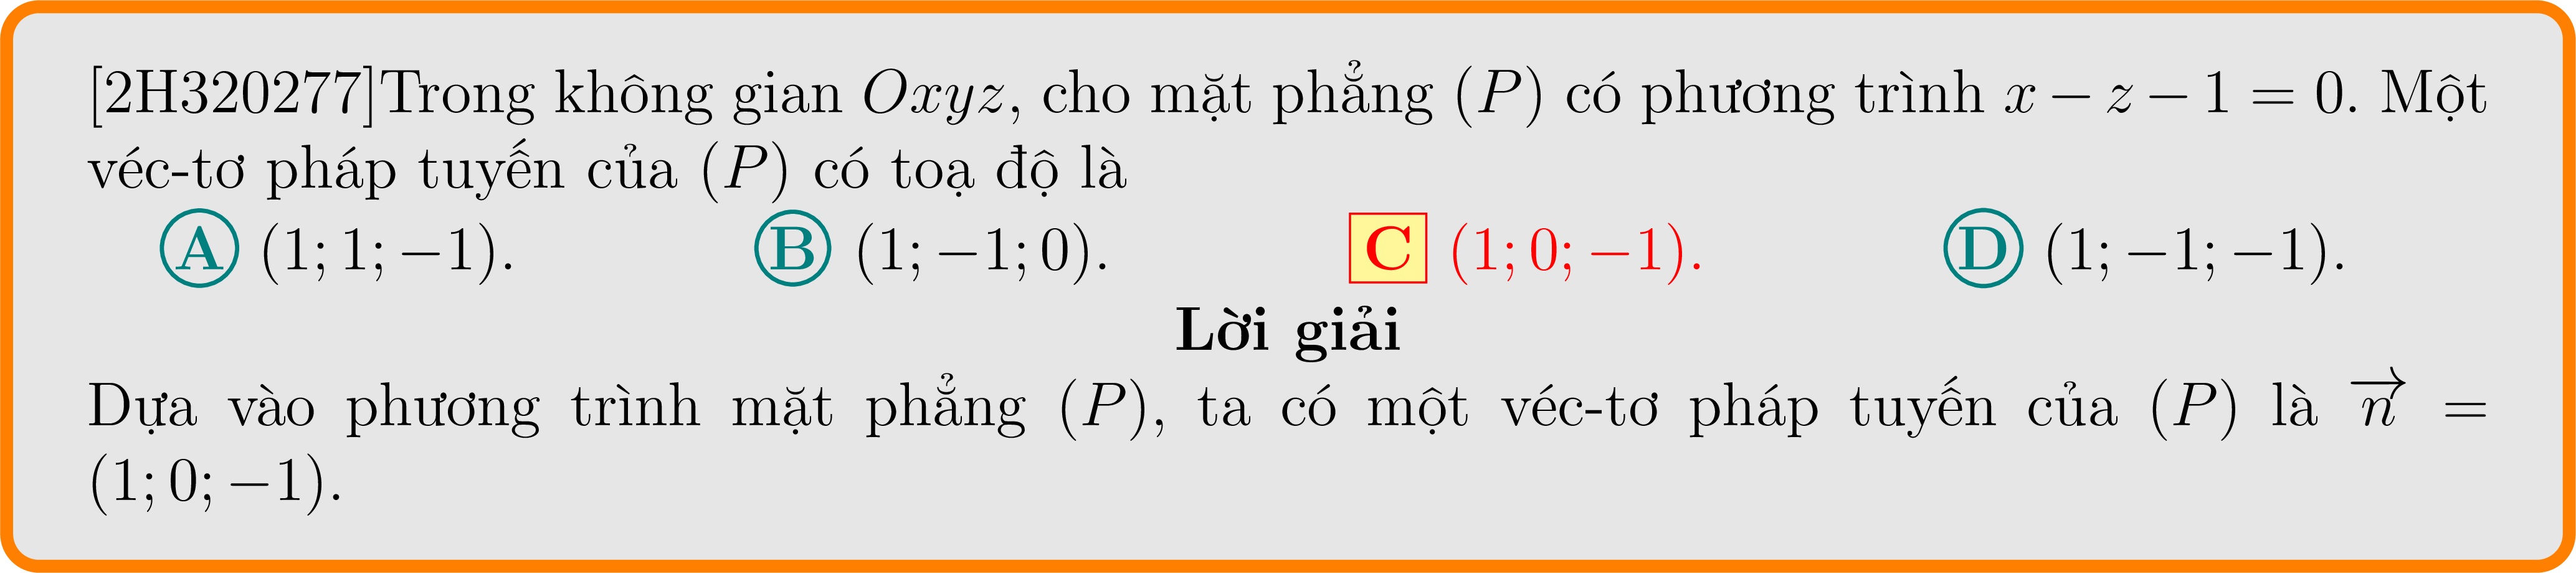 [2H320277]Trong không gian Oxyz, cho mặt phẳng (P) có phương trình x − z − 1 = 0. Một
véc-tơ pháp tuyến của (P) có toạ độ là
A (1; 1; −1). B (1; −1; 0). C (1; 0; −1). D (1; −1; −1).
Lời giải
Dựa vào phương trình mặt phẳng (P), ta có một véc-tơ pháp tuyến của (P) là n⃗ =
(1; 0; −1).